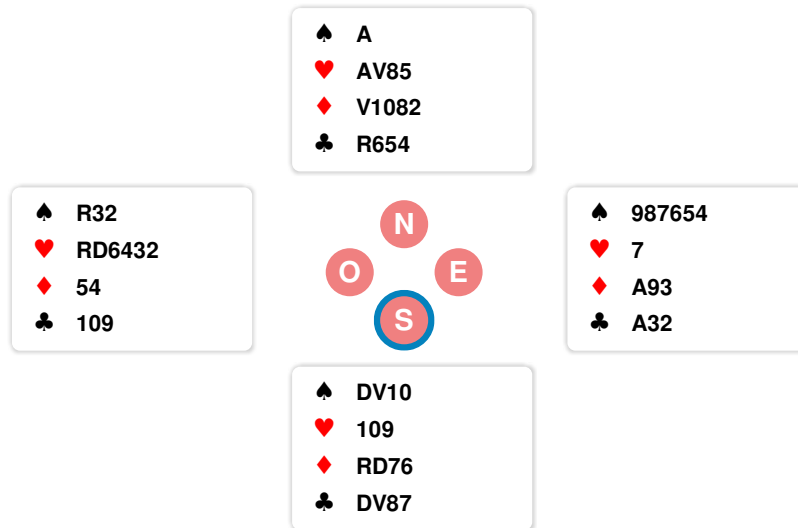 ♠ A
♥ AV85
♦ V1082
♣ R654
♠ R32
♥ RD6432
♦ 54
♣ 109
N
O E
S
♠ 987654
♥ 7
♦ A93
♣ A32
♠ DV10
♥ 109
♦ RD76
♣ DV87